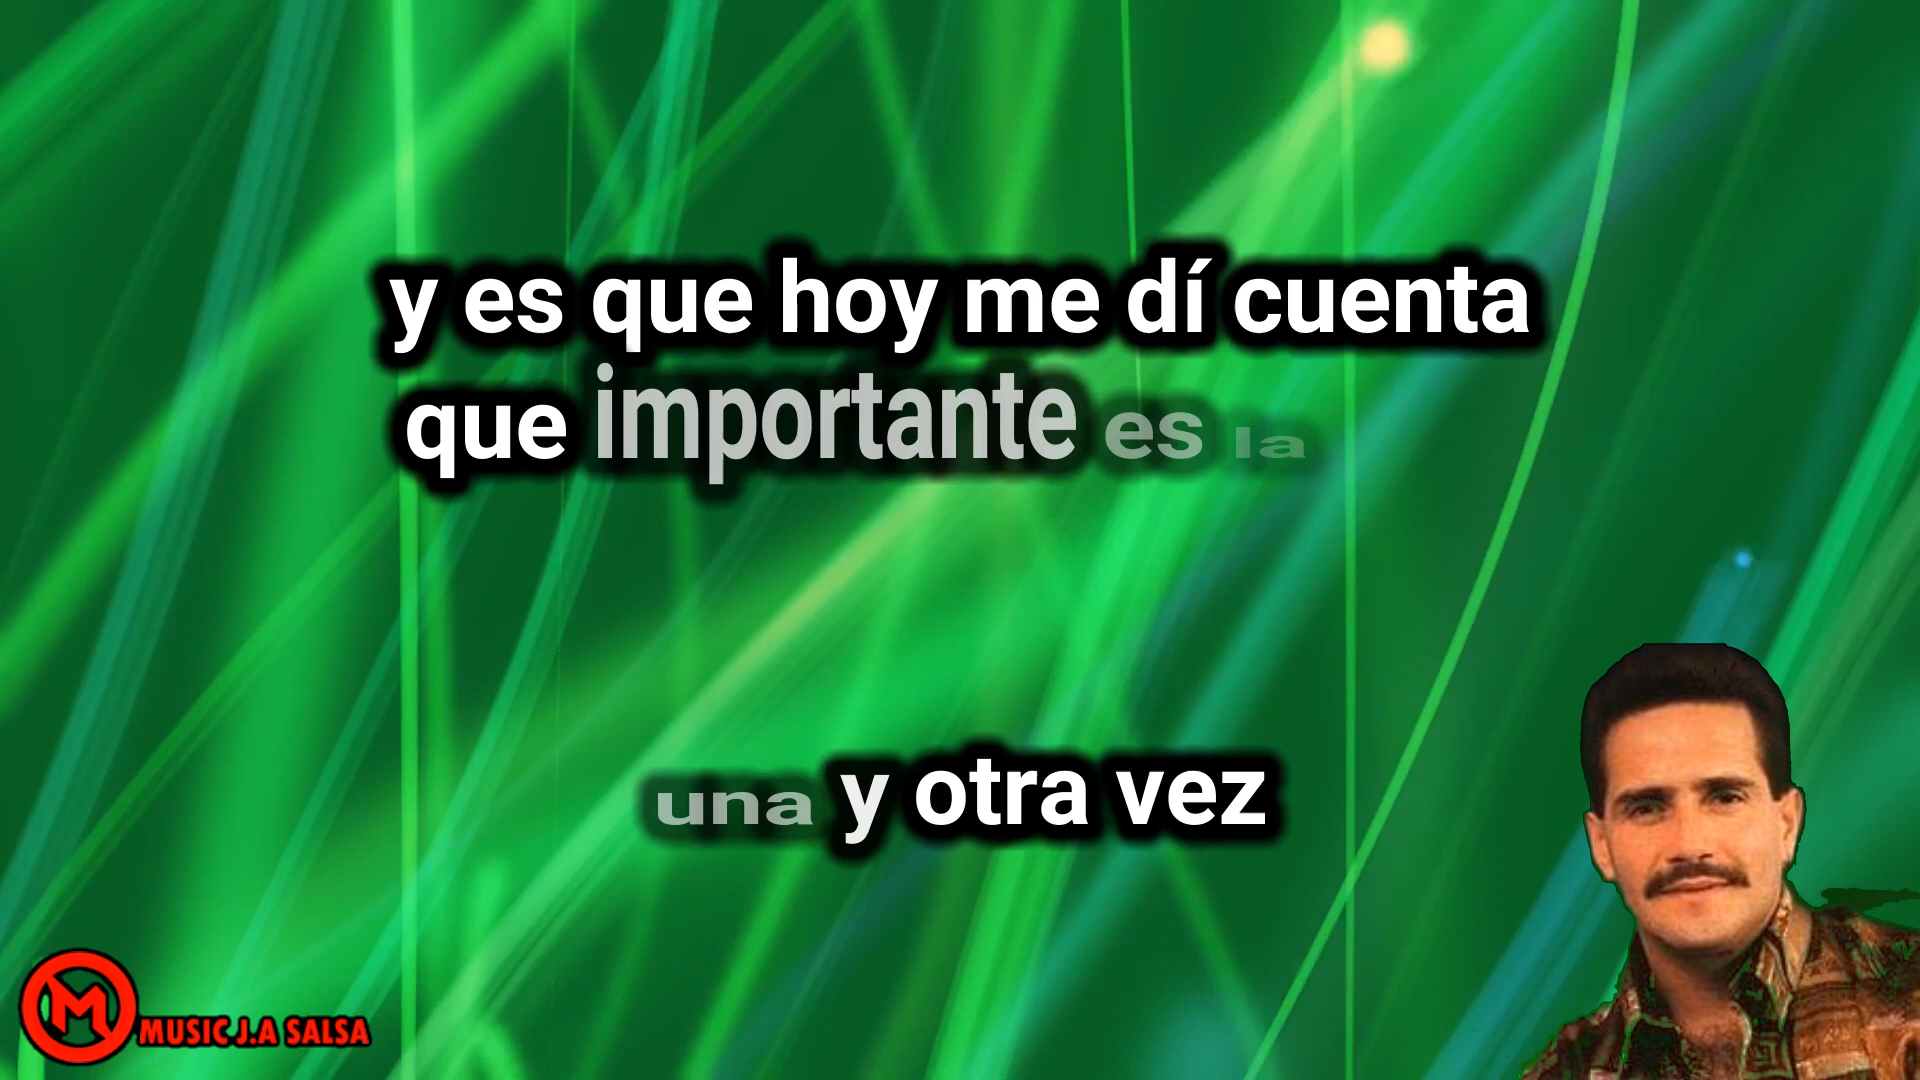 y es que hoy me dí cuenta
que importante es la
una y otra vez
MUSIC J.A SALSA